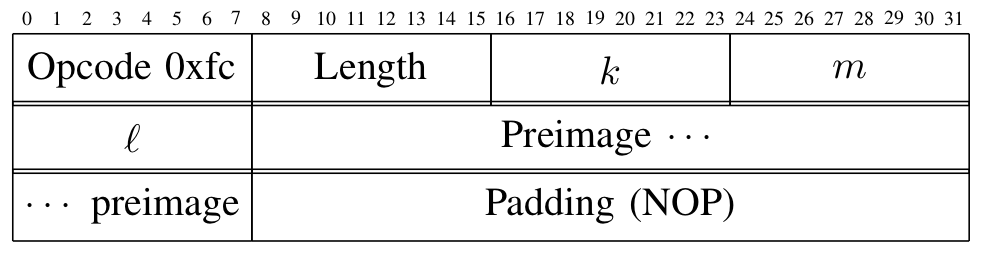 0 1 2 3 4 5 6 7 8 9 10 11 12 13 14 15 16 17 18 19 20 21 22 23 24 25 26 27 28 29 30 31
Opcode 0xfc Length k m
ℓ Preimage ···
··· preimage Padding (NOP)